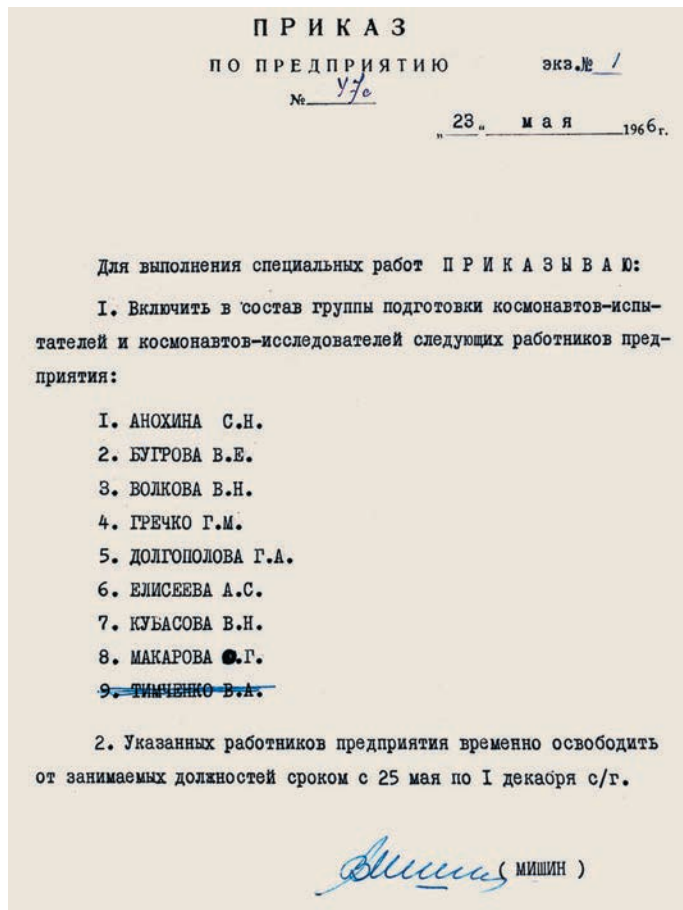 ПРИКАЗ
ПО ПРЕДПРИЯТИЮ экз.№ 1
№ 47с
„23" мая 1966 г.
Для выполнения специальных работ П Р И К А З Ы В А Ю:
I. Включить в состав группы подготовки космонавтов-испы-
тателей и космонавтов-исследователей следующих работников пред-
приятия:
I. АНОХИНА С.Н.
2. БУГРОВА В.Е.
3. ВОЛКОВА В.Н.
4. ГРЕЧКО Г.М.
5. ДОЛГОПОЛОВА Г.А.
6. ЕЛИСЕЕВА А.С.
7. КУБАСОВА В.Н.
8. МАКАРОВА О.Г.
9. ТИМЧЕНКО В.А.
2. Указанных работников предприятия временно освободить
от занимаемых должностей сроком с 25 мая по I декабря с/г.
( МИШИН )